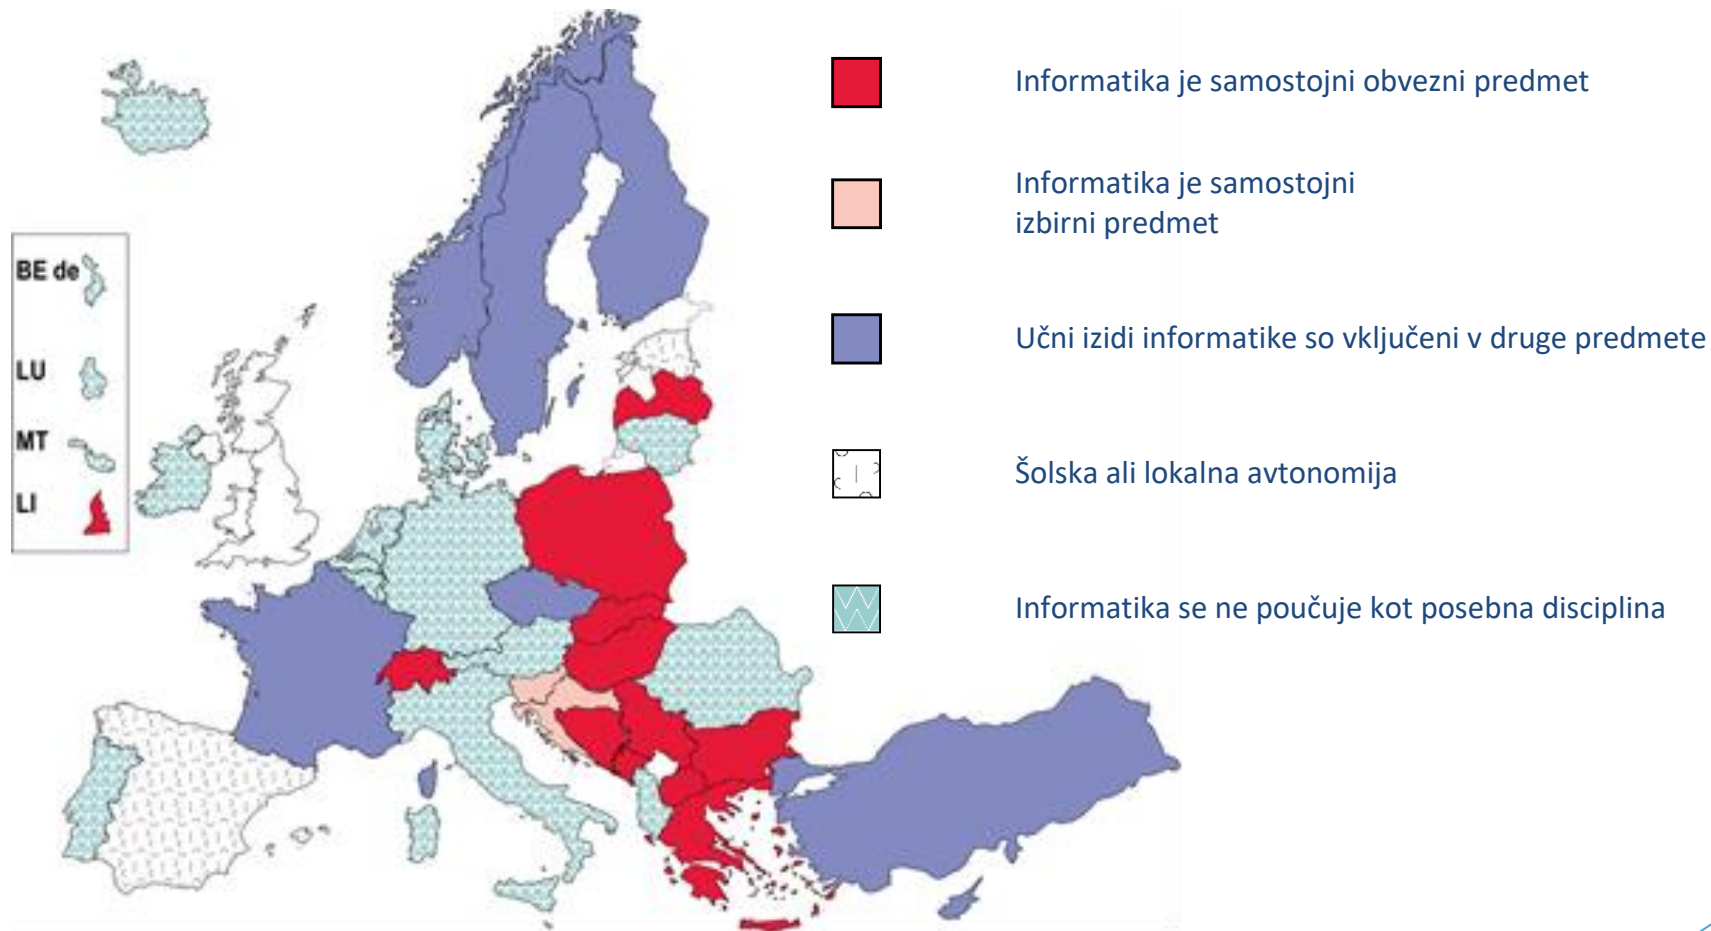 Informatika je samostojni obvezni predmet
Informatika je samostojni
izbirni predmet
Učni izidi informatike so vključeni v druge predmete
Šolska ali lokalna avtonomija
Informatika se ne poučuje kot posebna disciplina
BE de
LU
MT
LI